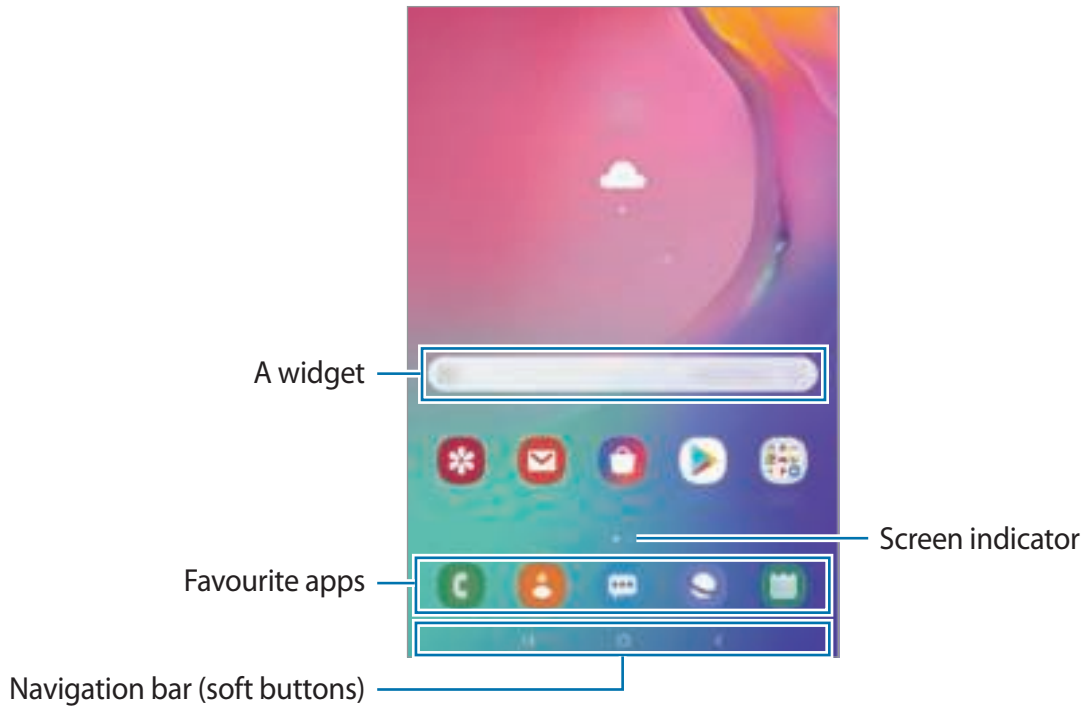 A widget
Screen indicator
Favourite apps
Navigation bar (soft buttons)